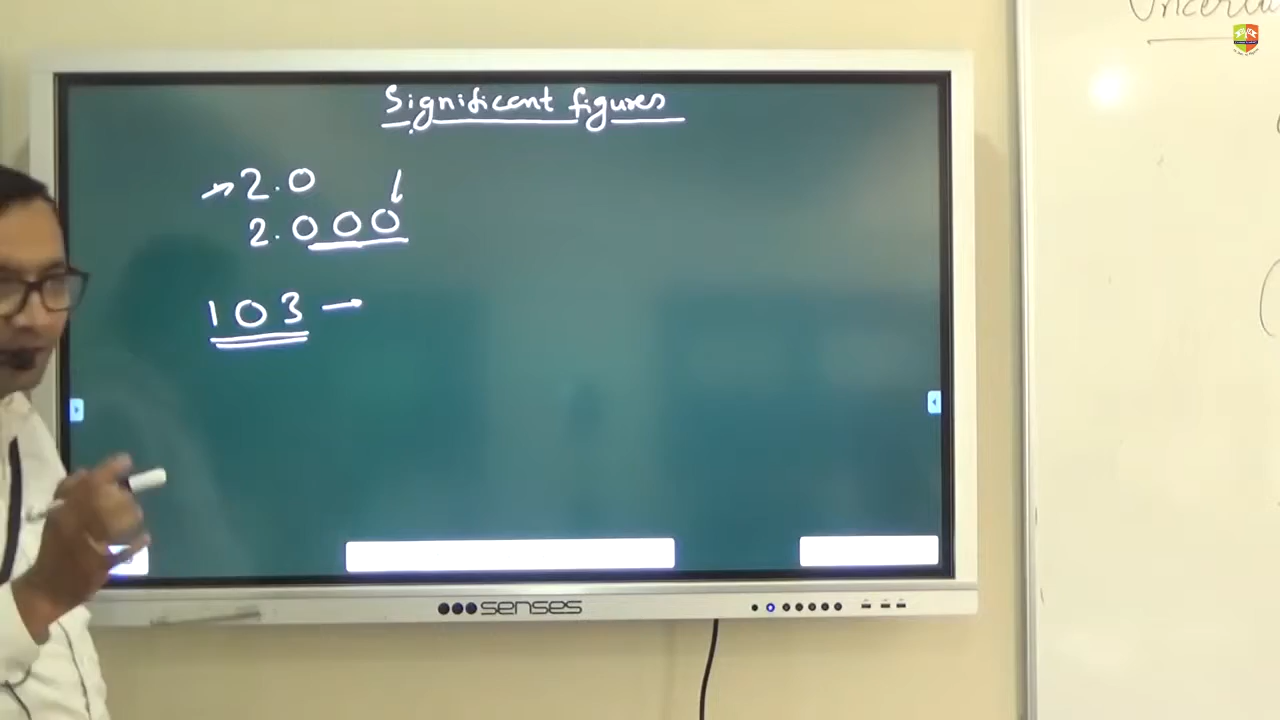 Significant figures
2.0
2.000
103 →
senses